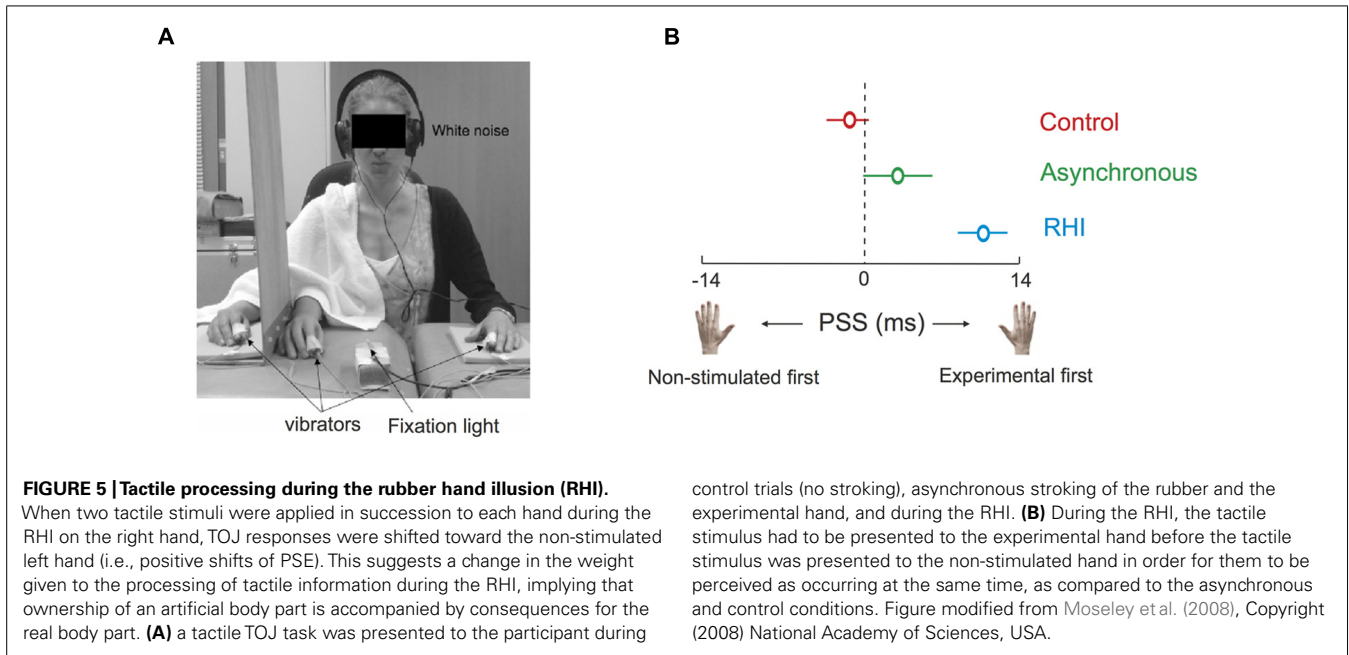 A
White noise
vibrators
Fixation light
B
Control
Asynchronous
RHI
-14
0
14
PSS (ms)
Non-stimulated first
Experimental first
FIGURE 5 | Tactile processing during the rubber hand illusion (RHI).
When two tactile stimuli were applied in succession to each hand during the
RHI on the right hand, TOJ responses were shifted toward the non-stimulated
left hand (i.e., positive shifts of PSE). This suggests a change in the weight
given to the processing of tactile information during the RHI, implying that
ownership of an artificial body part is accompanied by consequences for the
real body part. (A) a tactile TOJ task was presented to the participant during
control trials (no stroking), asynchronous stroking of the rubber and the
experimental hand, and during the RHI. (B) During the RHI, the tactile
stimulus had to be presented to the experimental hand before the tactile
stimulus was presented to the non-stimulated hand in order for them to be
perceived as occurring at the same time, as compared to the asynchronous
and control conditions. Figure modified from Moseley et al. (2008), Copyright
(2008) National Academy of Sciences, USA.